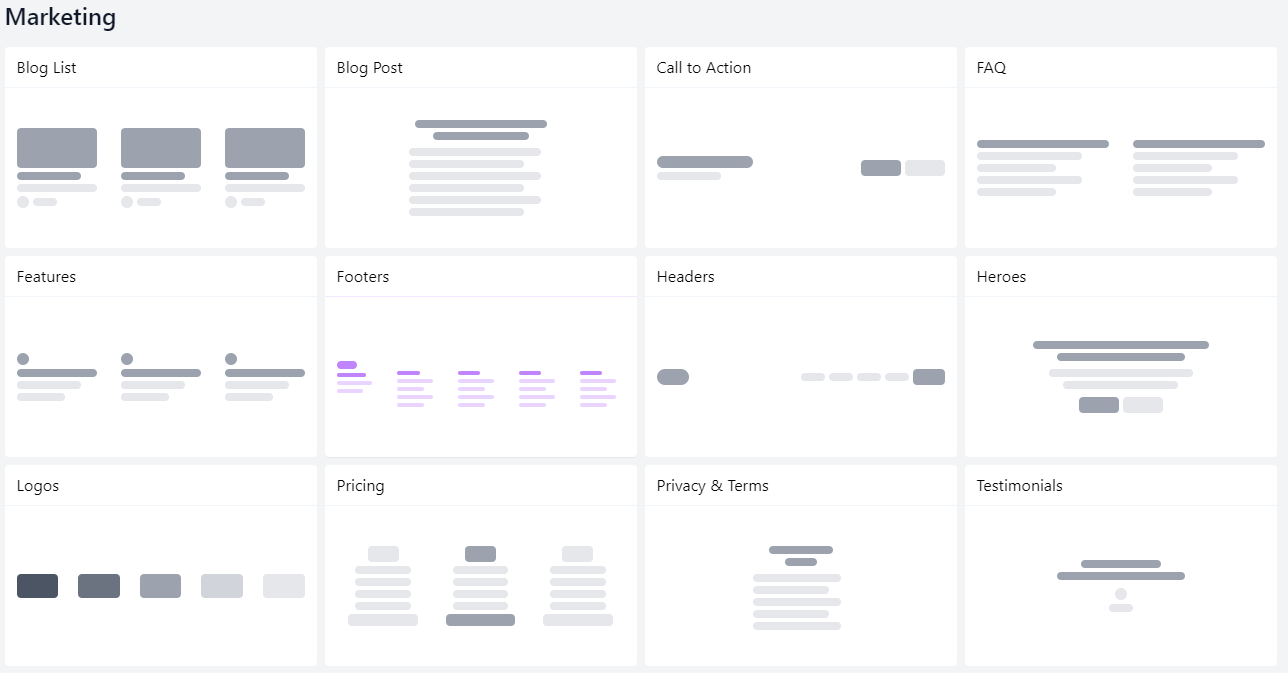 Marketing
Blog List
Blog Post
Call to Action
FAQ
Features
Footers
Headers
Heroes
Logos
Pricing
Privacy & Terms
Testimonials